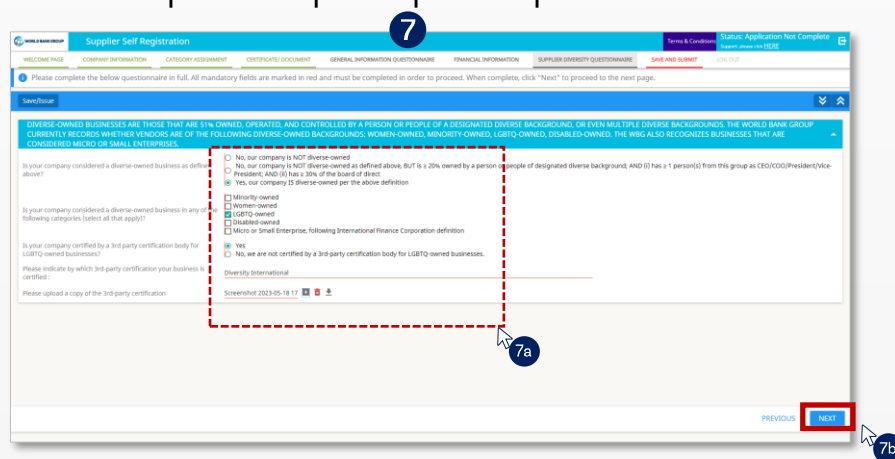 7
WORLD BANK GROUP
Supplier Self Registration
Terms & Conditions
Status: Application Not Complete
Support: please click HERE
WELCOME PAGE COMPANY INFORMATION CATEGORY ASSIGNMENT CERTIFICATE/ DOCUMENT GENERAL INFORMATION QUESTIONNAIRE FINANCIAL INFORMATION SUPPLIER DIVERSITY QUESTIONNAIRE SAVE AND SUBMIT LOG OUT
Please complete the below questionnaire in full. All mandatory fields are marked in red and must be completed in order to proceed. When complete, click "Next" to proceed to the next page.
Save/Issue
DIVERSE-OWNED BUSINESSES ARE THOSE THAT ARE 51% OWNED, OPERATED, AND CONTROLLED BY A PERSON OR PEOPLE OF A DESIGNATED DIVERSE BACKGROUND, OR EVEN MULTIPLE DIVERSE BACKGROUNDS. THE WORLD BANK GROUP
CURRENTLY RECORDS WHETHER VENDORS ARE OF THE FOLLOWING DIVERSE-OWNED BACKGROUNDS: WOMEN-OWNED, MINORITY-OWNED, LGBTQ-OWNED, DISABLED-OWNED. THE WBG ALSO RECOGNIZES BUSINESSES THAT ARE
CONSIDERED MICRO OR SMALL ENTERPRISES.
Is your company considered a diverse-owned business as defined
above?
No, our company is NOT diverse-owned
No, our company is NOT diverse-owned as defined above, BUT is ≥ 20% owned by a person or people of designated diverse background; AND (i) has ≥ 1 person(s) from this group as CEO/COO/President/Vice-
President; AND (ii) has ≥ 30% of the board of direct
Yes, our company IS diverse-owned per the above definition
Is your company considered a diverse-owned business in any of the
following categories (select all that apply)?
Minority-owned
Women-owned
LGBTQ-owned
Disabled-owned
Micro or Small Enterprise, following International Finance Corporation definition
Is your company certified by a 3rd party certification body for
LGBTQ-owned businesses?
Yes
No, we are not certified by a 3rd-party certification body for LGBTQ-owned businesses.
Please indicate by which 3rd-party certification your business is
certified :
Diversity International
Please upload a copy of the 3rd-party certification
Screenshot 2023-05-18 17
7a
PREVIOUS
NEXT
7b